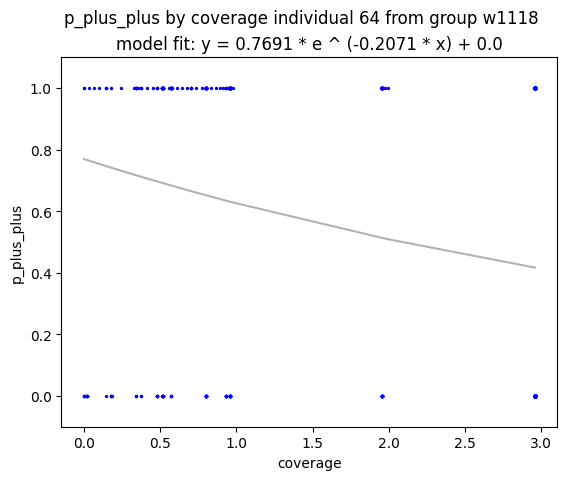 p_plus_plus by coverage individual 64 from group w1118
model fit: y = 0.7691 * e ^ (-0.2071 * x) + 0.0
1.0
0.8
0.6
0.4
0.2
0.0
p_plus_plus
0.0 0.5 1.0 1.5 2.0 2.5 3.0
coverage